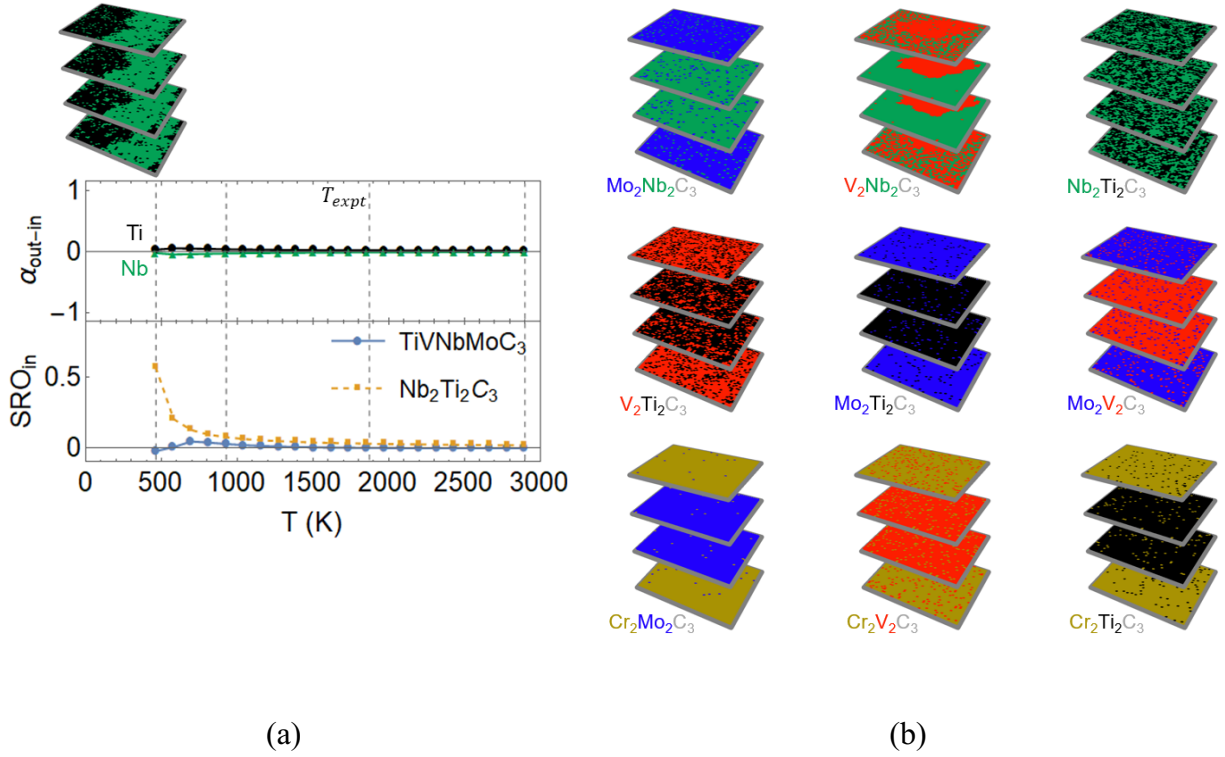 Mo₂Nb₂C₃
V₂Nb₂C₃
Nb₂Ti₂C₃
V₂Ti₂C₃
Mo₂Ti₂C₃
Mo₂V₂C₃
Cr₂Mo₂C₃
Cr₂V₂C₃
Cr₂Ti₂C₃
T_expt
1
0
−1
α_out−in
Ti
Nb
SRO_in
0.5
0
TiVNbMoC₃
Nb₂Ti₂C₃
0 500 1000 1500 2000 2500 3000
T (K)
(a)
(b)